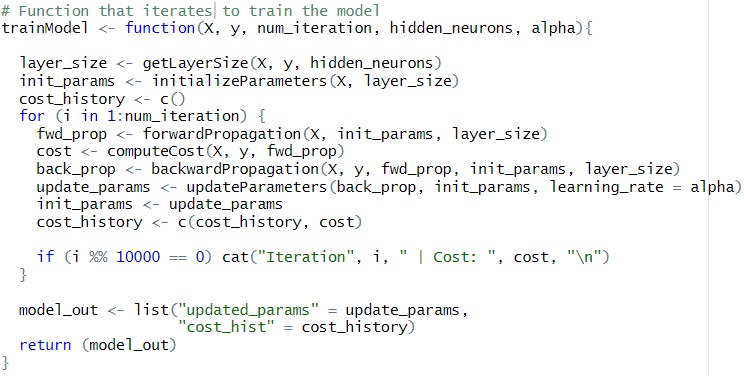 # Function that iterates to train the model
trainModel <- function(X, y, num_iteration, hidden_neurons, alpha){
layer_size <- getLayerSize(X, y, hidden_neurons)
init_params <- initializeParameters(X, layer_size)
cost_history <- c()
for (i in 1:num_iteration) {
fwd_prop <- forwardPropagation(X, init_params, layer_size)
cost <- computeCost(X, y, fwd_prop)
back_prop <- backwardPropagation(X, y, fwd_prop, init_params, layer_size)
update_params <- updateParameters(back_prop, init_params, learning_rate = alpha)
init_params <- update_params
cost_history <- c(cost_history, cost)
if (i %% 10000 == 0) cat("Iteration", i, " | Cost: ", cost, "\n")
}
model_out <- list("updated_params" = update_params,
"cost_hist" = cost_history)
return (model_out)
}